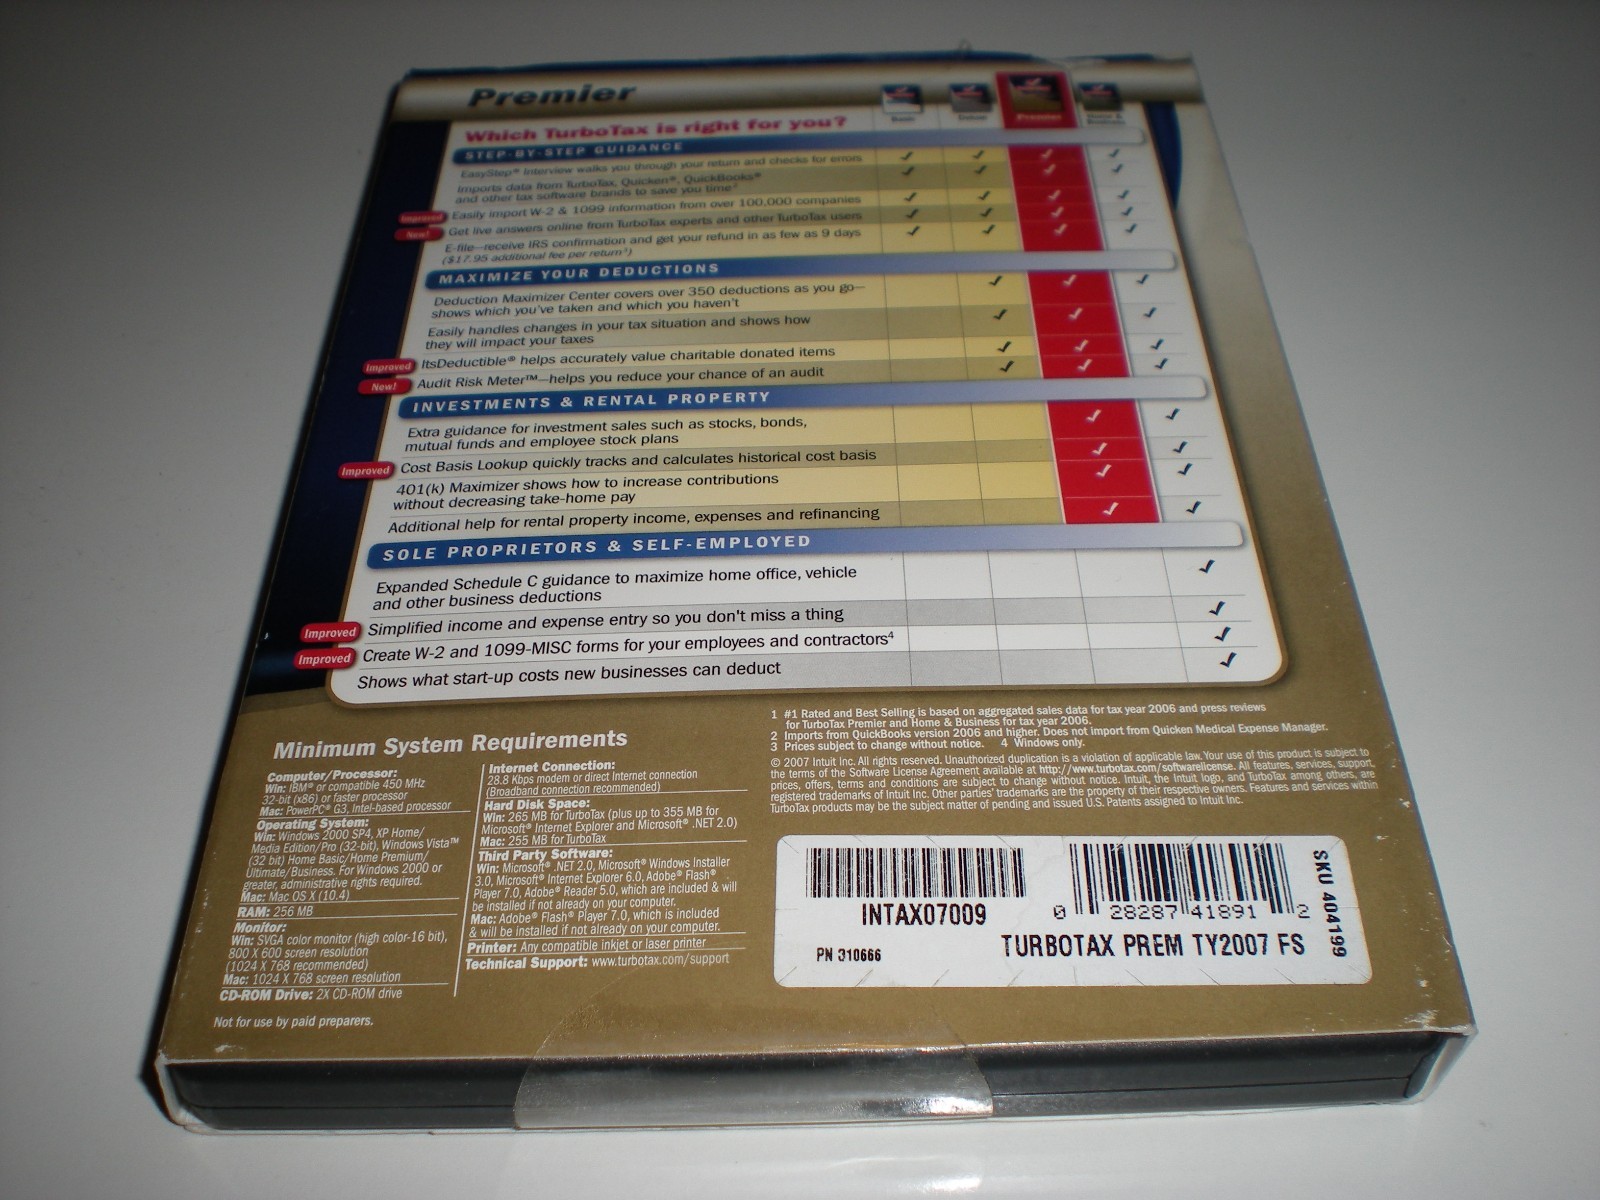 Premier
Basic Deluxe Premier Home & Business
Which TurboTax is right for you?
STEP-BY-STEP GUIDANCE
EasyStep® Interview walks you through your return and checks for errors
Imports data from TurboTax, Quicken®, QuickBooks®
and other tax software brands to save you time²
Improved Easily import W-2 & 1099 information from over 100,000 companies
New! Get live answers online from TurboTax experts and other TurboTax users
E-file—receive IRS confirmation and get your refund in as few as 9 days
($17.95 additional fee per return³)
MAXIMIZE YOUR DEDUCTIONS
Deduction Maximizer Center covers over 350 deductions as you go—
shows which you've taken and which you haven't
Easily handles changes in your tax situation and shows how
they will impact your taxes
Improved ItsDeductible® helps accurately value charitable donated items
New! Audit Risk Meter™—helps you reduce your chance of an audit
INVESTMENTS & RENTAL PROPERTY
Extra guidance for investment sales such as stocks, bonds,
mutual funds and employee stock plans
Improved Cost Basis Lookup quickly tracks and calculates historical cost basis
401(k) Maximizer shows how to increase contributions
without decreasing take-home pay
Additional help for rental property income, expenses and refinancing
SOLE PROPRIETORS & SELF-EMPLOYED
Expanded Schedule C guidance to maximize home office, vehicle
and other business deductions
Improved Simplified income and expense entry so you don't miss a thing
Improved Create W-2 and 1099-MISC forms for your employees and contractors⁴
Shows what start-up costs new businesses can deduct
Minimum System Requirements
Computer/Processor:
Win: IBM® or compatible 450 MHz
32-bit (x86) or faster processor
Mac: PowerPC® G3, Intel-based processor
Operating System:
Win: Windows 2000 SP4, XP Home/
Media Edition/Pro (32-bit), Windows Vista™
(32 bit) Home Basic/Home Premium/
Ultimate/Business. For Windows 2000 or
greater, administrative rights required.
Mac: Mac OS X (10.4)
RAM: 256 MB
Monitor:
Win: SVGA color monitor (high color-16 bit),
800 X 600 screen resolution
(1024 X 768 recommended)
Mac: 1024 X 768 screen resolution
CD-ROM Drive: 2X CD-ROM drive
Internet Connection:
28.8 Kbps modem or direct Internet connection
(Broadband connection recommended)
Hard Disk Space:
Win: 265 MB for TurboTax (plus up to 355 MB for
Microsoft® Internet Explorer and Microsoft® .NET 2.0)
Mac: 255 MB for TurboTax
Third Party Software:
Win: Microsoft® .NET 2.0, Microsoft® Windows Installer
3.0, Microsoft® Internet Explorer 6.0, Adobe® Flash®
Player 7.0, Adobe® Reader 5.0, which are included & will
be installed if not already on your computer.
Mac: Adobe® Flash® Player 7.0, which is included
& will be installed if not already on your computer.
Printer: Any compatible inkjet or laser printer
Technical Support: www.turbotax.com/support
Not for use by paid preparers.
1 #1 Rated and Best Selling is based on aggregated sales data for tax year 2006 and press reviews
for TurboTax Premier and Home & Business for tax year 2006.
2 Imports from QuickBooks version 2006 and higher. Does not import from Quicken Medical Expense Manager.
3 Prices subject to change without notice. 4 Windows only.
© 2007 Intuit Inc. All rights reserved. Unauthorized duplication is a violation of applicable law. Your use of this product is subject to
the terms of the Software License Agreement available at http://www.turbotax.com/softwarelicense. All features, services, support,
prices, offers, terms and conditions are subject to change without notice. Intuit, the Intuit logo, and TurboTax among others, are
registered trademarks of Intuit Inc. Other parties' trademarks are the property of their respective owners. Features and services within
TurboTax products may be the subject matter of pending and issued U.S. Patents assigned to Intuit Inc.
INTAX07009
0 28287 41891 2
PN 310666
TURBOTAX PREM TY2007 FS
SKU 404199